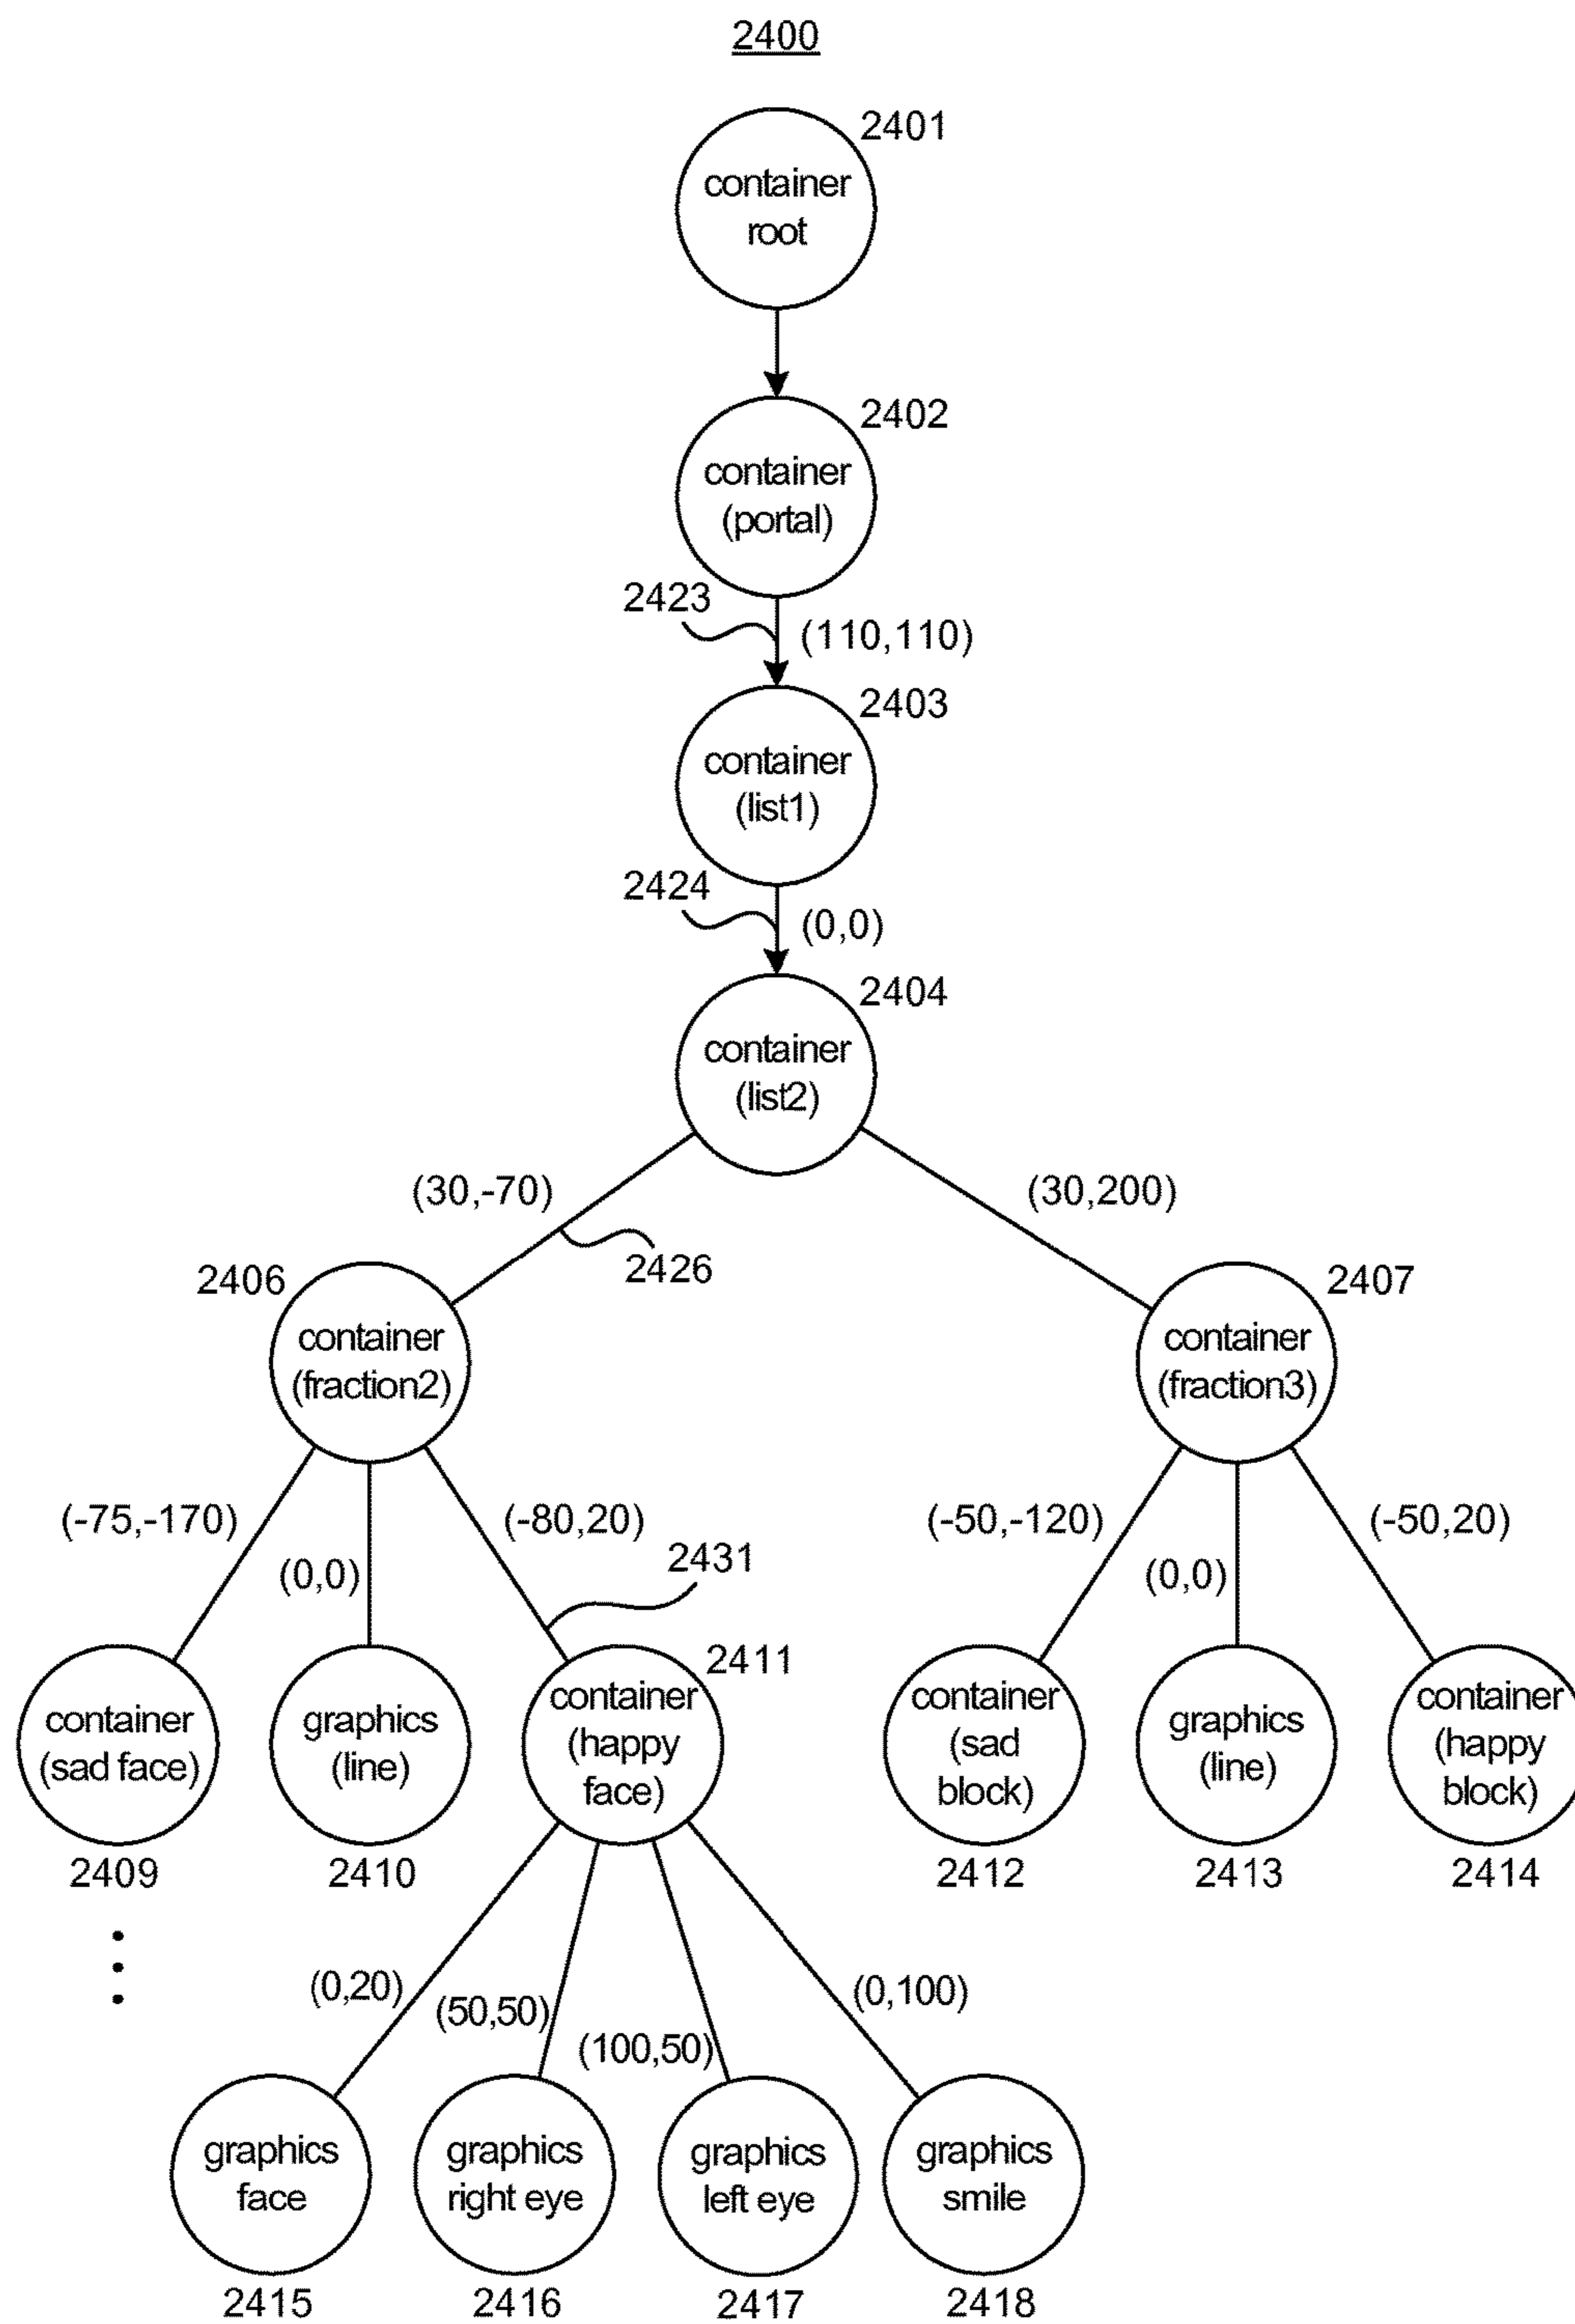 2400
2401
container
root
2402
container
(portal)
2423
(110,110)
2403
container
(list1)
2424
(0,0)
2404
container
(list2)
(30,-70)
(30,200)
2426
2406
container
(fraction2)
2407
container
(fraction3)
(-75,-170)
(0,0)
(-80,20)
2431
(-50,-120)
(0,0)
(-50,20)
container
(sad face)
2409
graphics
(line)
2410
2411
container
(happy
face)
container
(sad
block)
2412
graphics
(line)
2413
container
(happy
block)
2414
(0,20)
(50,50)
(100,50)
(0,100)
graphics
face
2415
graphics
right eye
2416
graphics
left eye
2417
graphics
smile
2418